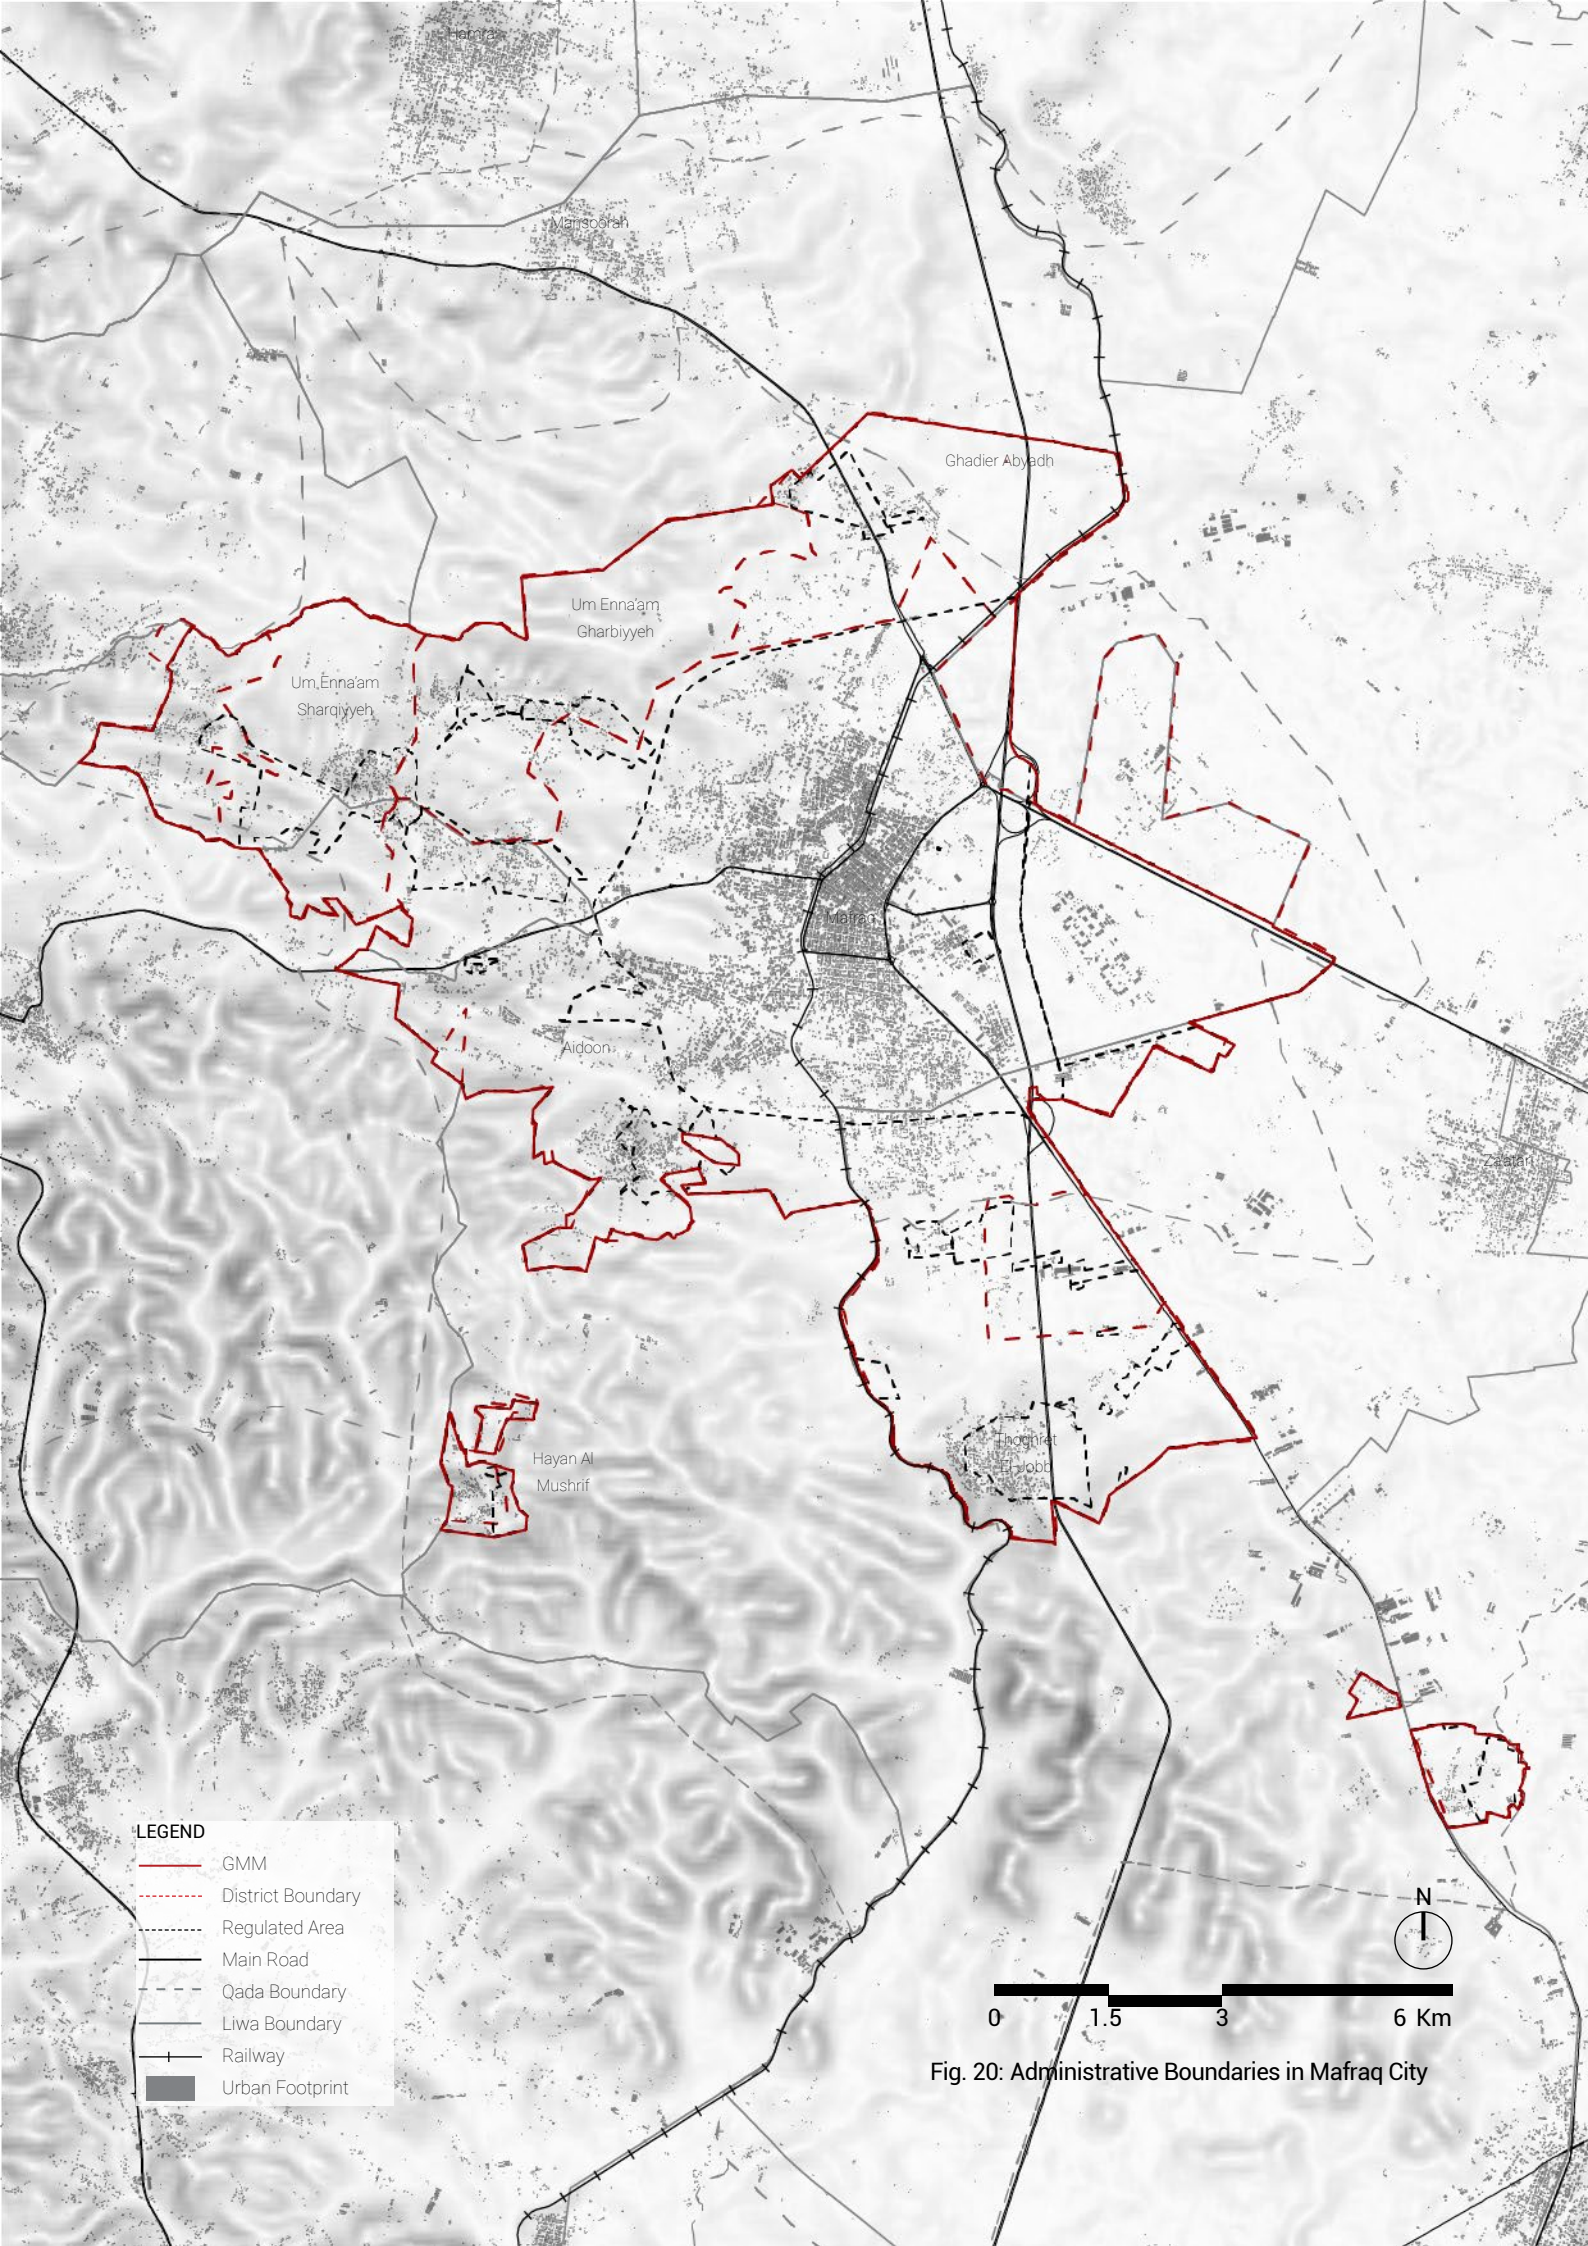 Hamra
Mansoorah
Ghadier Abyadh
Um Enna'am
Gharbiyyeh
Um Enna'am
Sharqiyyeh
Mafraq
Aidoon
Za'atari
Thoghret
El-Jobb
Hayan Al
Mushrif
LEGEND
GMM
District Boundary
Regulated Area
Main Road
Qada Boundary
Liwa Boundary
Railway
Urban Footprint
N
0 1.5 3 6 Km
Fig. 20: Administrative Boundaries in Mafraq City